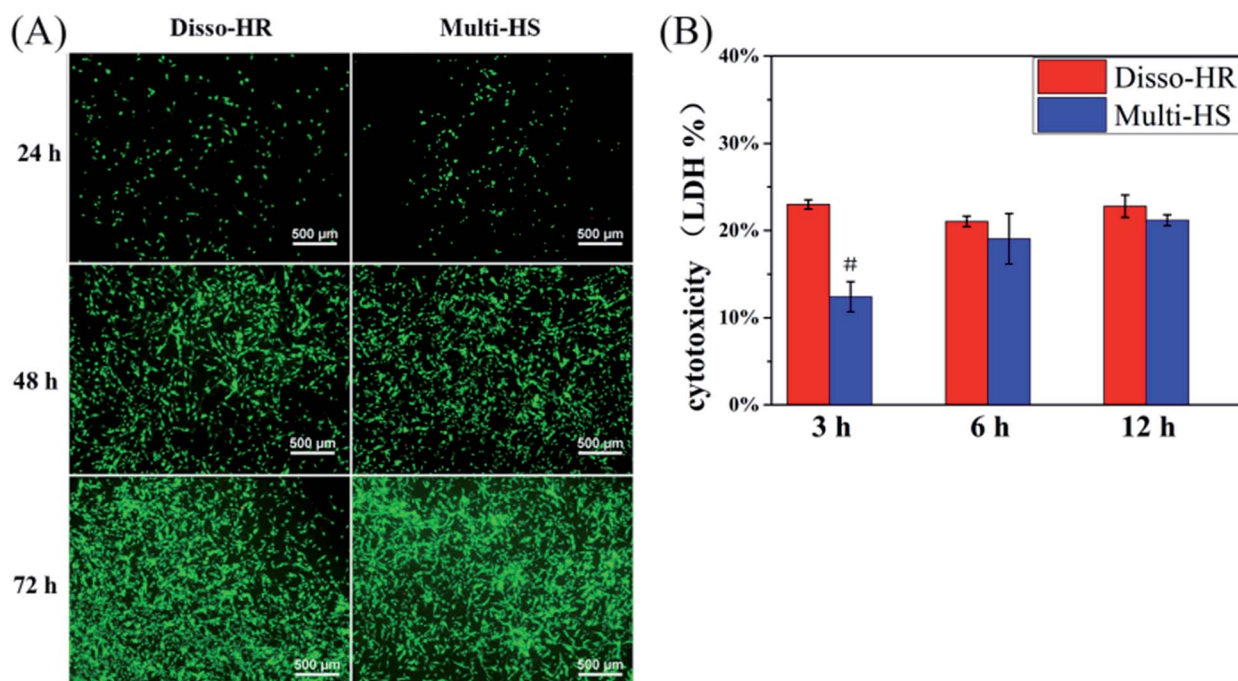 (A)
Disso-HR Multi-HS
24 h
500 µm 500 µm
48 h
500 µm 500 µm
72 h
500 µm 500 µm
(B)
cytotoxicity （LDH %）
40%
30%
20%
10%
0%
Disso-HR
Multi-HS
#
3 h 6 h 12 h